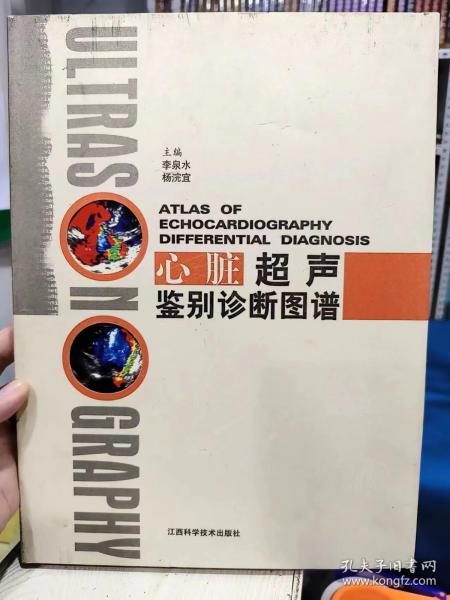 ULTRASONOGRAPHY
主编
李泉水
杨浣宜
ATLAS OF
ECHOCARDIOGRAPHY
DIFFERENTIAL DIAGNOSIS
心脏超声
鉴别诊断图谱
江西科学技术出版社
孔夫子旧书网
www.kongfz.com